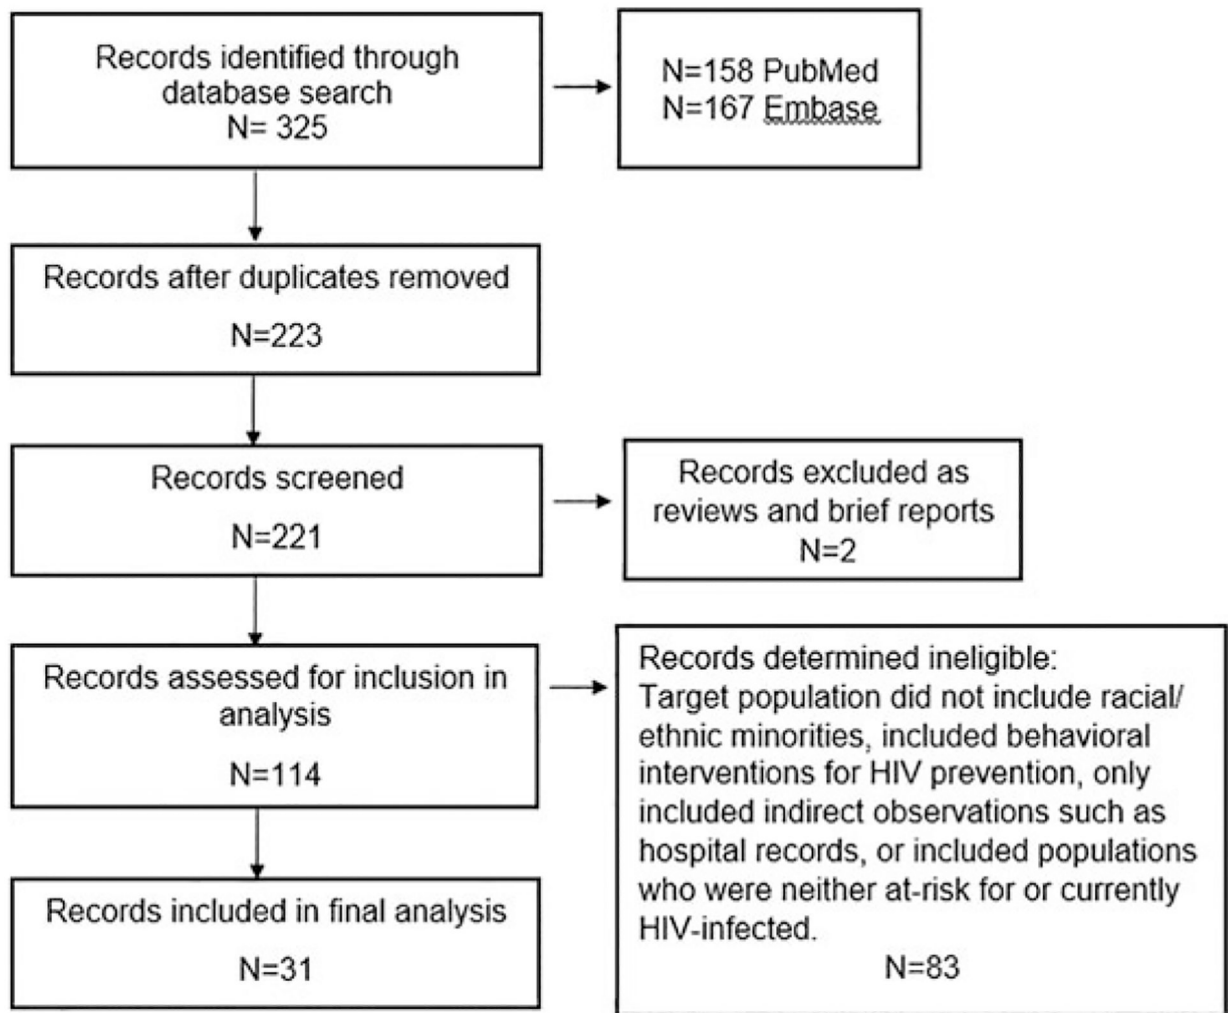 Records identified through
database search
N= 325
N=158 PubMed
N=167 Embase
Records after duplicates removed
N=223
Records screened
N=221
Records excluded as
reviews and brief reports
N=2
Records assessed for inclusion in
analysis
N=114
Records determined ineligible:
Target population did not include racial/
ethnic minorities, included behavioral
interventions for HIV prevention, only
included indirect observations such as
hospital records, or included populations
who were neither at-risk for or currently
HIV-infected.
N=83
Records included in final analysis
N=31